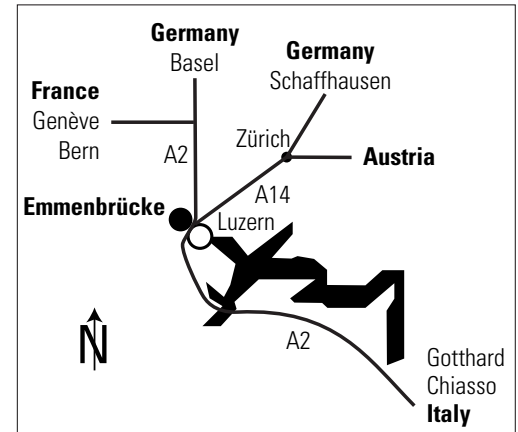 Germany
Basel
Germany
Schaffhausen
France
Genève
Bern
A2
Zürich
Austria
A14
Emmenbrücke
Luzern
N
A2
Gotthard
Chiasso
Italy